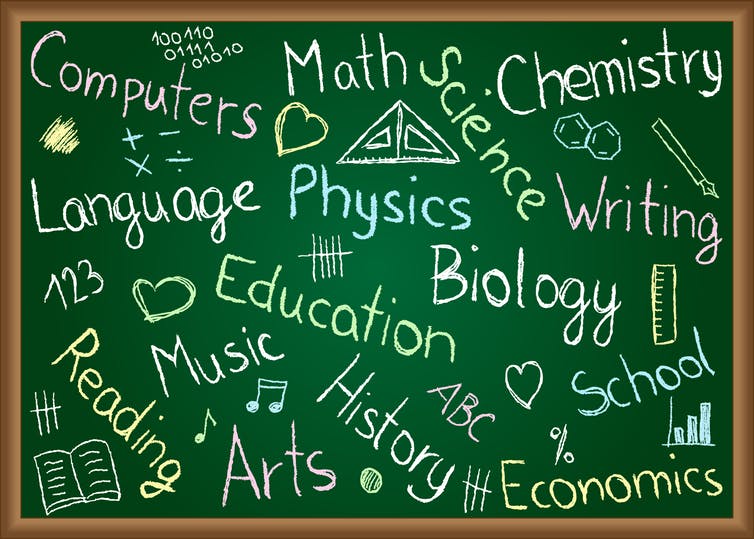 100110
01111
01010
Computers
Math
Science
Chemistry
+ −
× ÷
Language
Physics
Writing
123
Education
Biology
Reading
Music
History
ABC
School
Arts
%
Economics